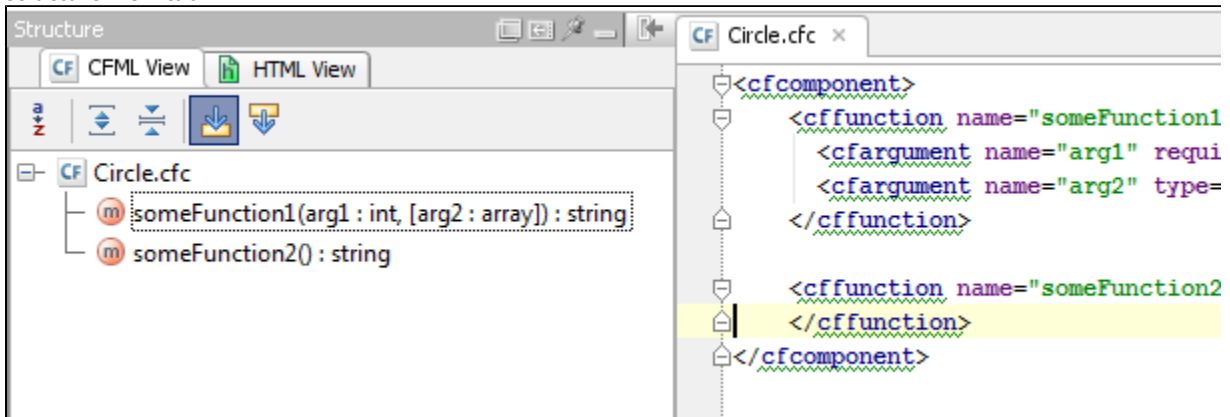 Structure
CF CFML View h HTML View
a z
CF Circle.cfc
m someFunction1(arg1 : int, [arg2 : array]) : string
m someFunction2() : string
CF Circle.cfc ×
<cfcomponent>
<cffunction name="someFunction1
<cfargument name="arg1" requi
<cfargument name="arg2" type=
</cffunction>
<cffunction name="someFunction2
</cffunction>
</cfcomponent>